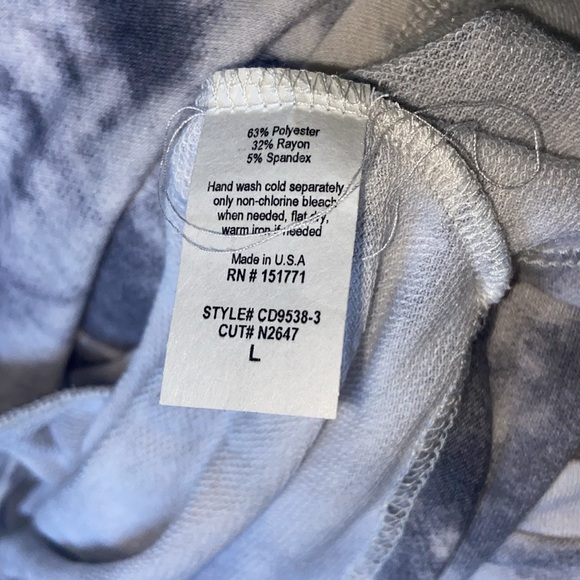 63% Polyester
32% Rayon
5% Spandex
Hand wash cold separately,
only non-chlorine bleach
when needed, flat dry,
warm iron if needed
Made in U.S.A
RN # 151771
STYLE# CD9538-3
CUT# N2647
L